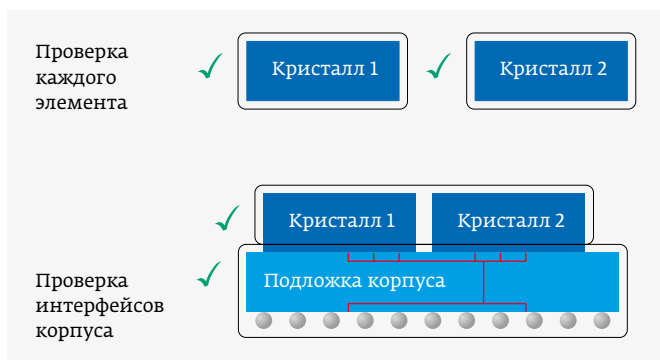 Проверка
каждого
элемента
Кристалл 1
Кристалл 2
Кристалл 1
Кристалл 2
Проверка
интерфейсов
корпуса
Подложка корпуса